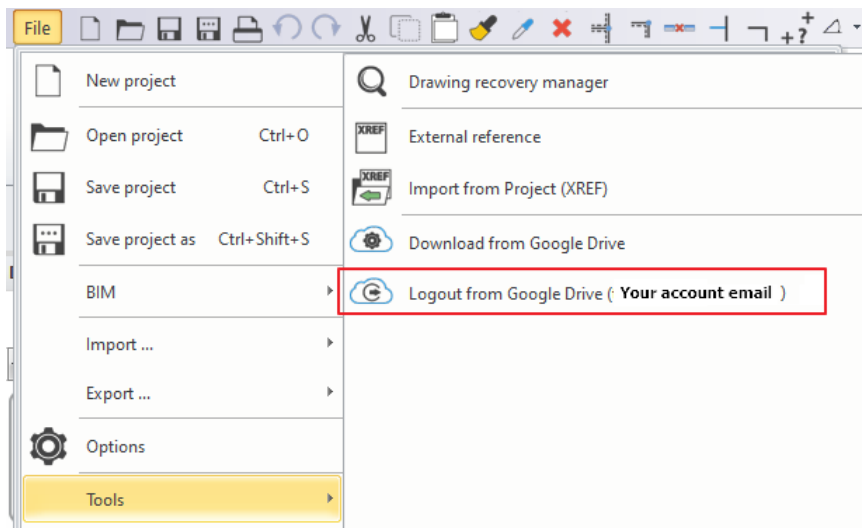 File
New project
Open project Ctrl+O
Save project Ctrl+S
Save project as Ctrl+Shift+S
BIM
Import ...
Export ...
Options
Tools
Drawing recovery manager
XREF
External reference
XREF
Import from Project (XREF)
Download from Google Drive
Logout from Google Drive ( Your account email )